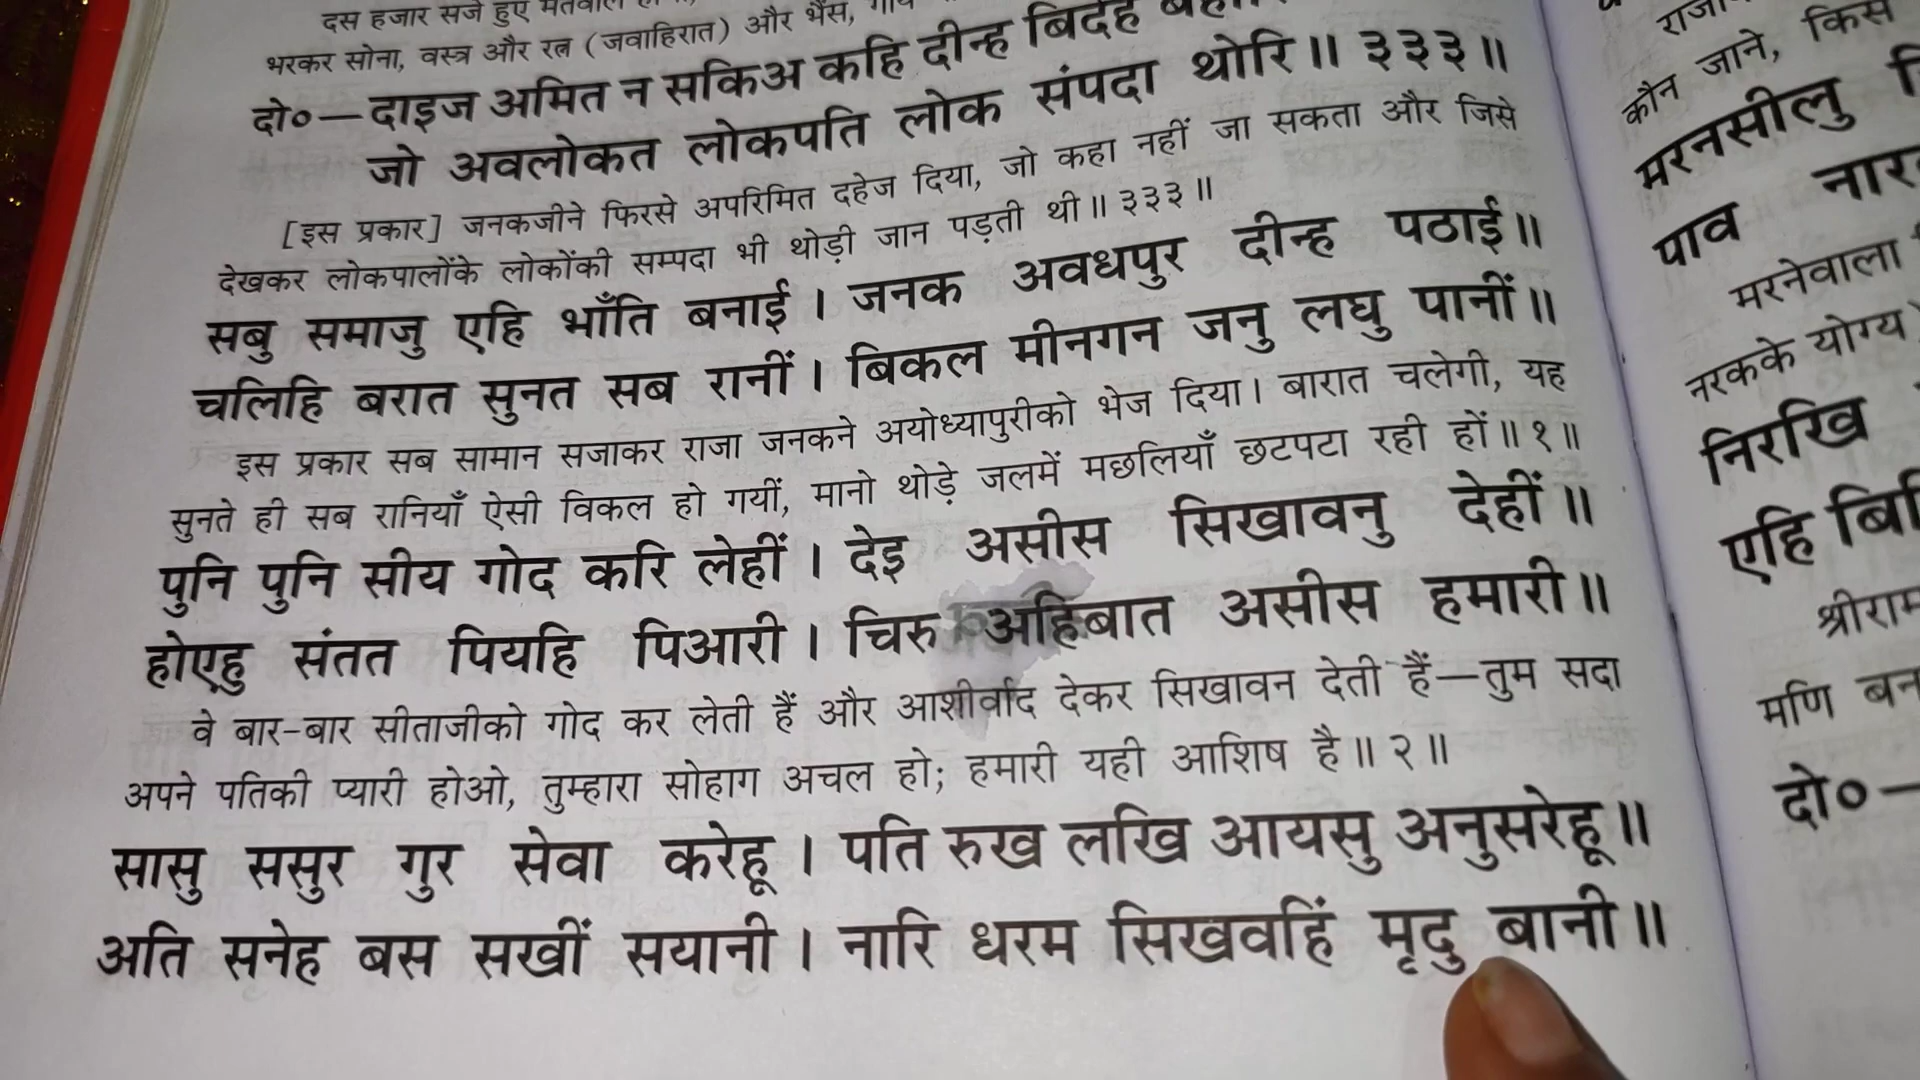 दस हजार सजे हुए मतवाले
भरकर सोना, वस्त्र और रत्न (जवाहिरात) और भैंस, गाय
दो०—दाइज अमित न सकिअ कहि दीन्ह बिदेहँ
जो अवलोकत लोकपति लोक संपदा थोरि॥ ३३३॥
[इस प्रकार] जनकजीने फिरसे अपरिमित दहेज दिया, जो कहा नहीं जा सकता और जिसे
देखकर लोकपालोंके लोकोंकी सम्पदा भी थोड़ी जान पड़ती थी॥ ३३३॥
सबु समाजु एहि भाँति बनाई। जनक अवधपुर दीन्ह पठाई॥
चलिहि बरात सुनत सब रानीं। बिकल मीनगन जनु लघु पानीं॥
इस प्रकार सब सामान सजाकर राजा जनकने अयोध्यापुरीको भेज दिया। बारात चलेगी, यह
सुनते ही सब रानियाँ ऐसी विकल हो गयीं, मानो थोड़े जलमें मछलियाँ छटपटा रही हों॥ १॥
पुनि पुनि सीय गोद करि लेहीं। देइ असीस सिखावनु देहीं॥
होएहु संतत पियहि पिआरी। चिरु अहिबात असीस हमारी॥
वे बार-बार सीताजीको गोद कर लेती हैं और आशीर्वाद देकर सिखावन देती हैं—तुम सदा
अपने पतिकी प्यारी होओ, तुम्हारा सोहाग अचल हो; हमारी यही आशिष है॥ २॥
सासु ससुर गुर सेवा करेहू। पति रुख लखि आयसु अनुसरेहू॥
अति सनेह बस सखीं सयानी। नारि धरम सिखवहिं मृदु बानी॥
कौन जाने, किस
मरनसीलु
पाव
मरनेवाला
नरकके योग्य
निरखि
एहि
श्रीराम
मणि बन
दो०—